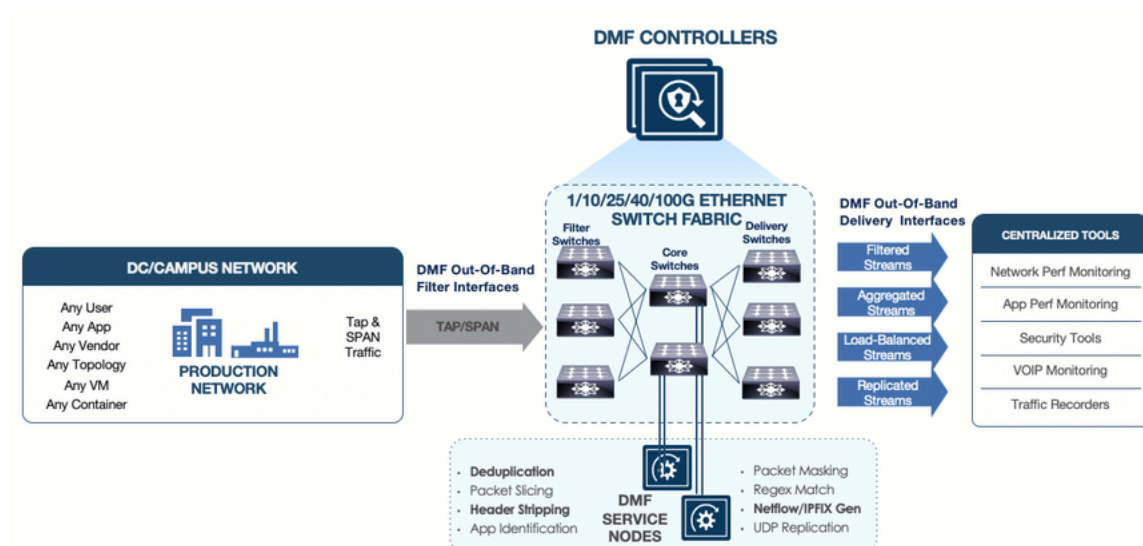 DMF CONTROLLERS
1/10/25/40/100G ETHERNET
SWITCH FABRIC
Filter
Switches
Core
Switches
Delivery
Switches
DC/CAMPUS NETWORK
Any User
Any App
Any Vendor
Any Topology
Any VM
Any Container
PRODUCTION
NETWORK
Tap &
SPAN
Traffic
DMF Out-Of-Band
Filter Interfaces
TAP/SPAN
DMF Out-Of-Band
Delivery Interfaces
Filtered
Streams
Aggregated
Streams
Load-Balanced
Streams
Replicated
Streams
CENTRALIZED TOOLS
Network Perf Monitoring
App Perf Monitoring
Security Tools
VOIP Monitoring
Traffic Recorders
• Deduplication
• Packet Slicing
• Header Stripping
• App Identification
DMF
SERVICE
NODES
• Packet Masking
• Regex Match
• Netflow/IPFIX Gen
• UDP Replication